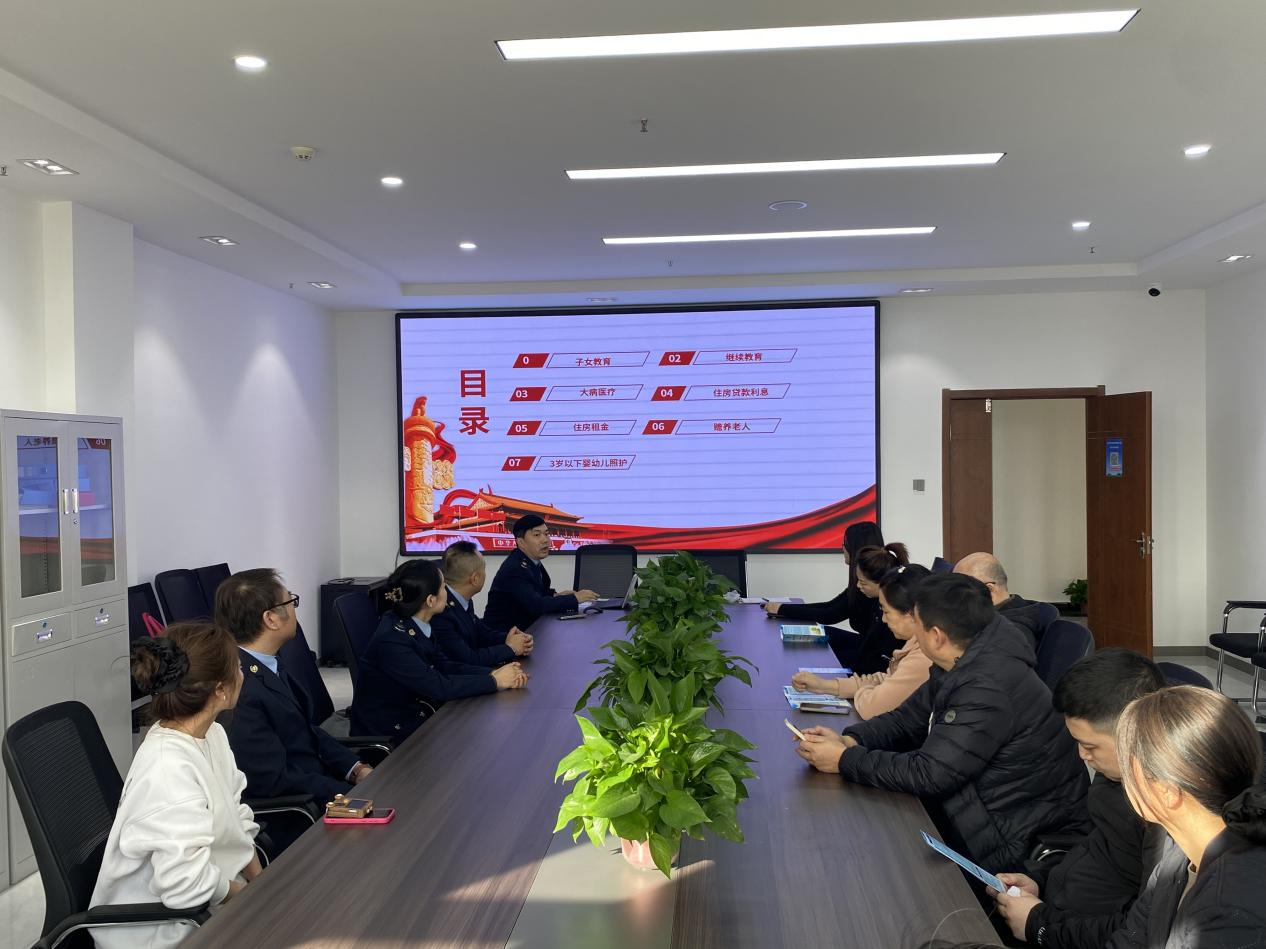 目录
0 子女教育
02 继续教育
03 大病医疗
04 住房贷款利息
05 住房租金
06 赡养老人
07 3岁以下婴幼儿照护